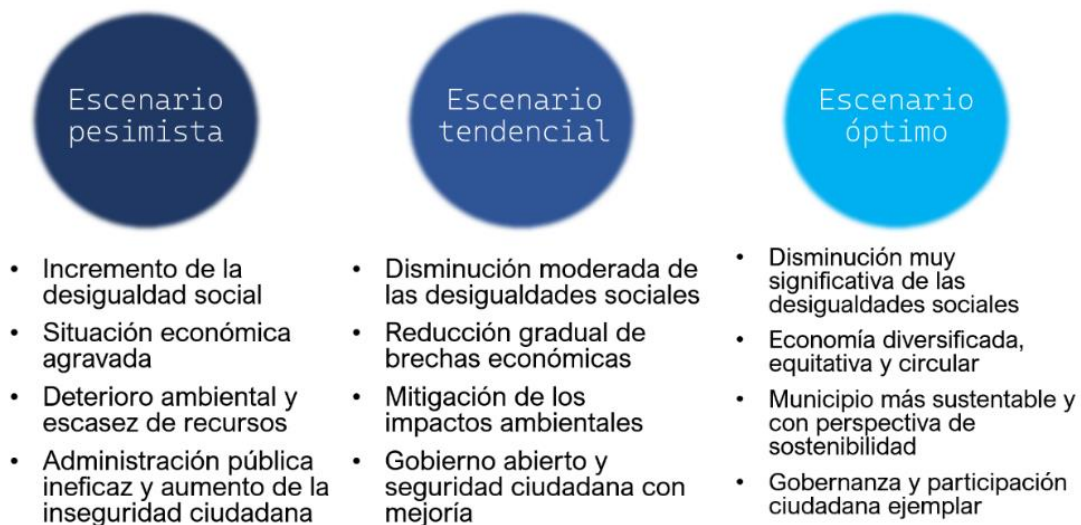 Escenario
pesimista
• Incremento de la
desigualdad social
• Situación económica
agravada
• Deterioro ambiental y
escasez de recursos
• Administración pública
ineficaz y aumento de la
inseguridad ciudadana
Escenario
tendencial
• Disminución moderada de
las desigualdades sociales
• Reducción gradual de
brechas económicas
• Mitigación de los
impactos ambientales
• Gobierno abierto y
seguridad ciudadana con
mejoría
Escenario
óptimo
• Disminución muy
significativa de las
desigualdades sociales
• Economía diversificada,
equitativa y circular
• Municipio más sustentable y
con perspectiva de
sostenibilidad
• Gobernanza y participación
ciudadana ejemplar